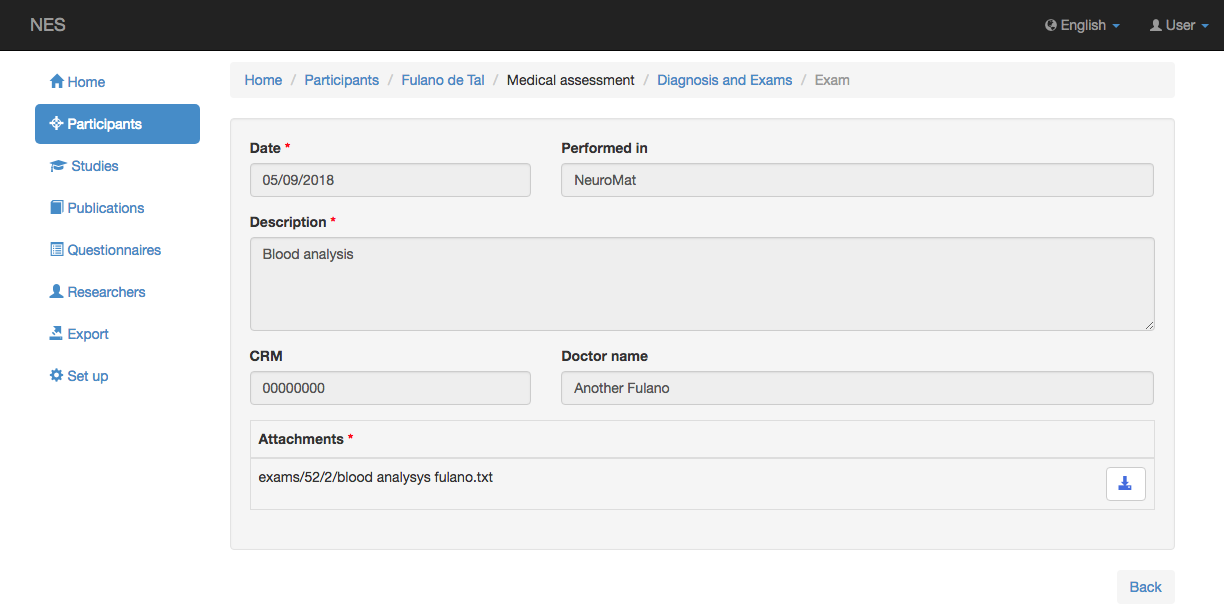 NES
English
User
Home
Participants
Studies
Publications
Questionnaires
Researchers
Export
Set up
Home / Participants / Fulano de Tal / Medical assessment / Diagnosis and Exams / Exam
Date * Performed in
05/09/2018 NeuroMat
Description *
Blood analysis
CRM Doctor name
00000000 Another Fulano
Attachments *
exams/52/2/blood analysys fulano.txt
Back